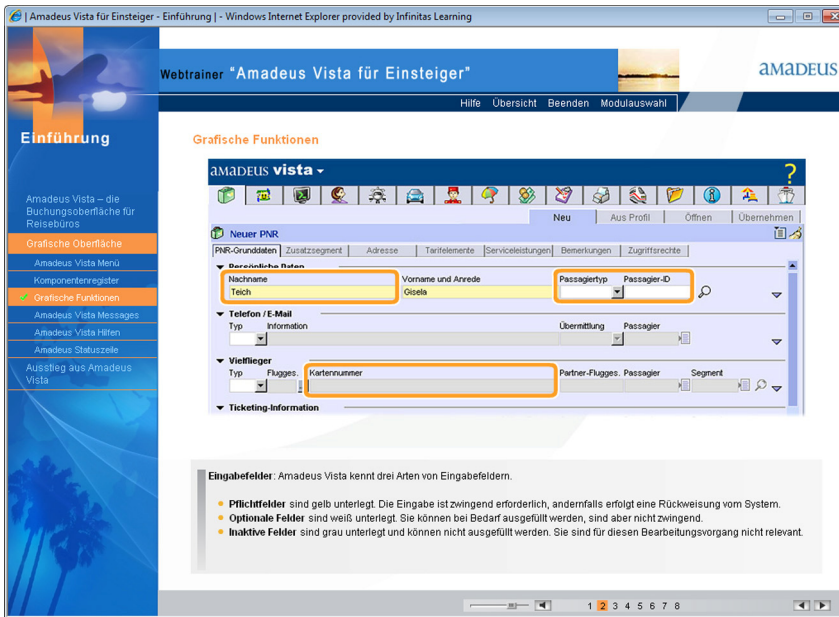 | Amadeus Vista für Einsteiger - Einführung | - Windows Internet Explorer provided by Infinitas Learning
Webtrainer "Amadeus Vista für Einsteiger"
amadeus
Hilfe Übersicht Beenden Modulauswahl
Einführung
Amadeus Vista – die
Buchungsoberfläche für
Reisebüros
Grafische Oberfläche
Amadeus Vista Menü
Komponentenregister
Grafische Funktionen
Amadeus Vista Messages
Amadeus Vista Hilfen
Amadeus Statuszeile
Ausstieg aus Amadeus
Vista
Grafische Funktionen
amadeus vista
?
Neu Aus Profil Öffnen Übernehmen
Neuer PNR
PNR-Grunddaten Zusatzsegment Adresse Tarifelemente Serviceleistungen Bemerkungen Zugriffsrechte
Persönliche Daten
Nachname Vorname und Anrede Passagiertyp Passagier-ID
Teich Gisela
Telefon / E-Mail
Typ Information Übermittlung Passagier
Vielflieger
Typ Flugges. Kartennummer Partner-Flugges. Passagier Segment
Ticketing-Information
Eingabefelder: Amadeus Vista kennt drei Arten von Eingabefeldern.
Pflichtfelder sind gelb unterlegt. Die Eingabe ist zwingend erforderlich, andernfalls erfolgt eine Rückweisung vom System.
Optionale Felder sind weiß unterlegt. Sie können bei Bedarf ausgefüllt werden, sind aber nicht zwingend.
Inaktive Felder sind grau unterlegt und können nicht ausgefüllt werden. Sie sind für diesen Bearbeitungsvorgang nicht relevant.
1 2 3 4 5 6 7 8